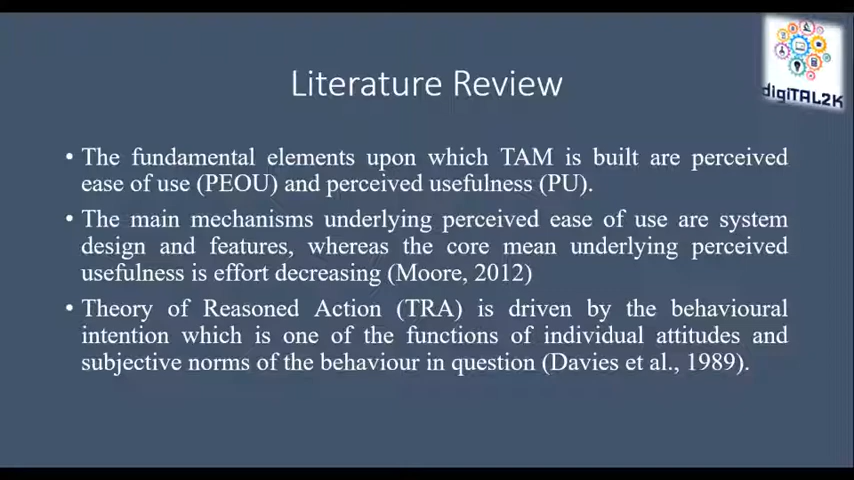 digiTAL2K
Literature Review
• The fundamental elements upon which TAM is built are perceived
ease of use (PEOU) and perceived usefulness (PU).
• The main mechanisms underlying perceived ease of use are system
design and features, whereas the core mean underlying perceived
usefulness is effort decreasing (Moore, 2012)
• Theory of Reasoned Action (TRA) is driven by the behavioural
intention which is one of the functions of individual attitudes and
subjective norms of the behaviour in question (Davies et al., 1989).